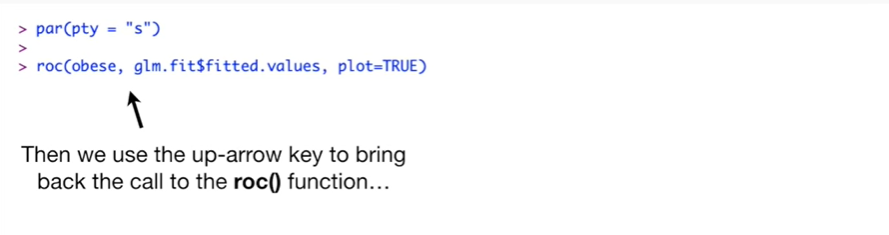 > par(pty = "s")
>
> roc(obese, glm.fit$fitted.values, plot=TRUE)
Then we use the up-arrow key to bring
back the call to the roc() function…